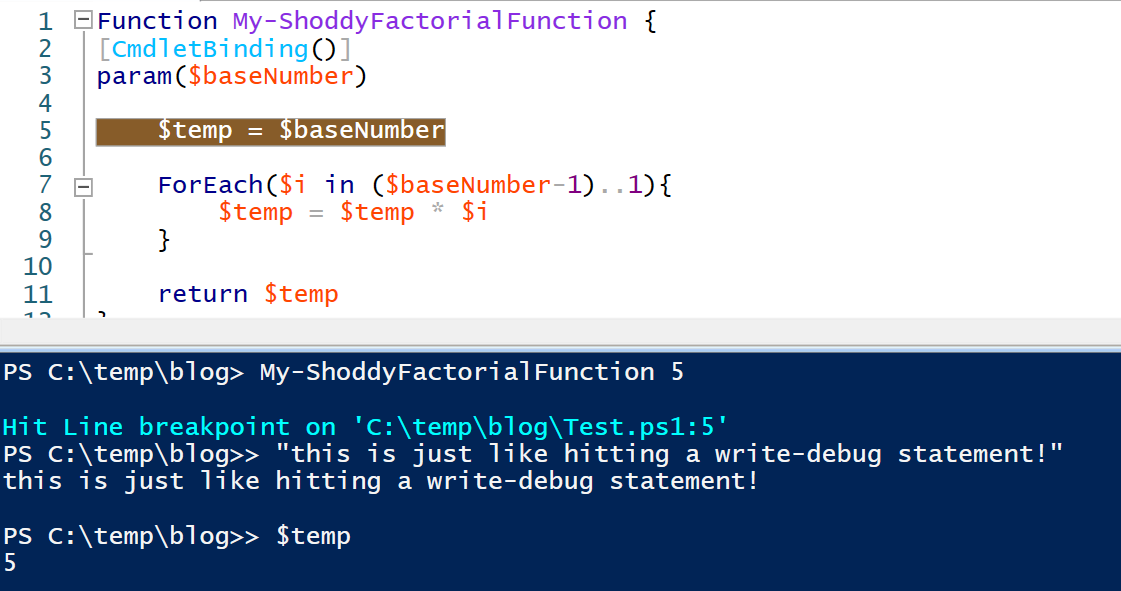 1 Function My-ShoddyFactorialFunction {
2 [CmdletBinding()]
3 param($baseNumber)
4
5 $temp = $baseNumber
6
7 ForEach($i in ($baseNumber-1)..1){
8 $temp = $temp * $i
9 }
10
11 return $temp
12 }
PS C:\temp\blog> My-ShoddyFactorialFunction 5
Hit Line breakpoint on 'C:\temp\blog\Test.ps1:5'
PS C:\temp\blog>> "this is just like hitting a write-debug statement!"
this is just like hitting a write-debug statement!
PS C:\temp\blog>> $temp
5